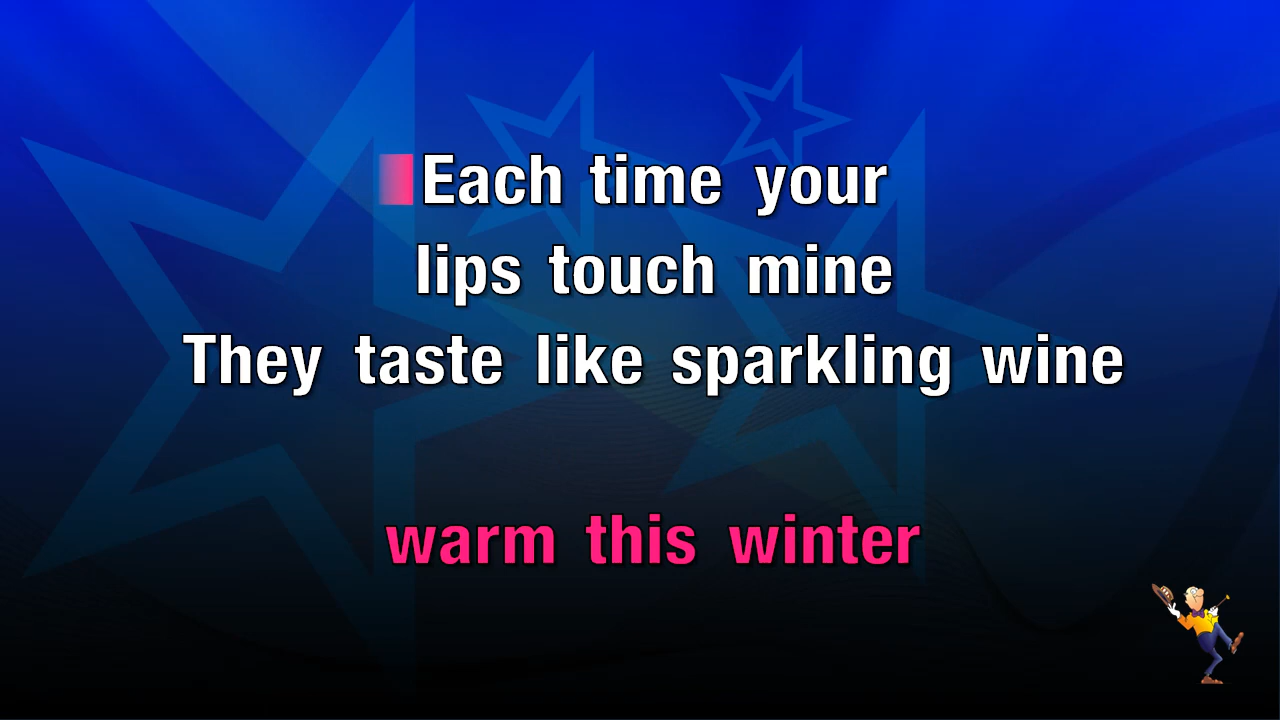 Each time your
lips touch mine
They taste like sparkling wine
warm this winter